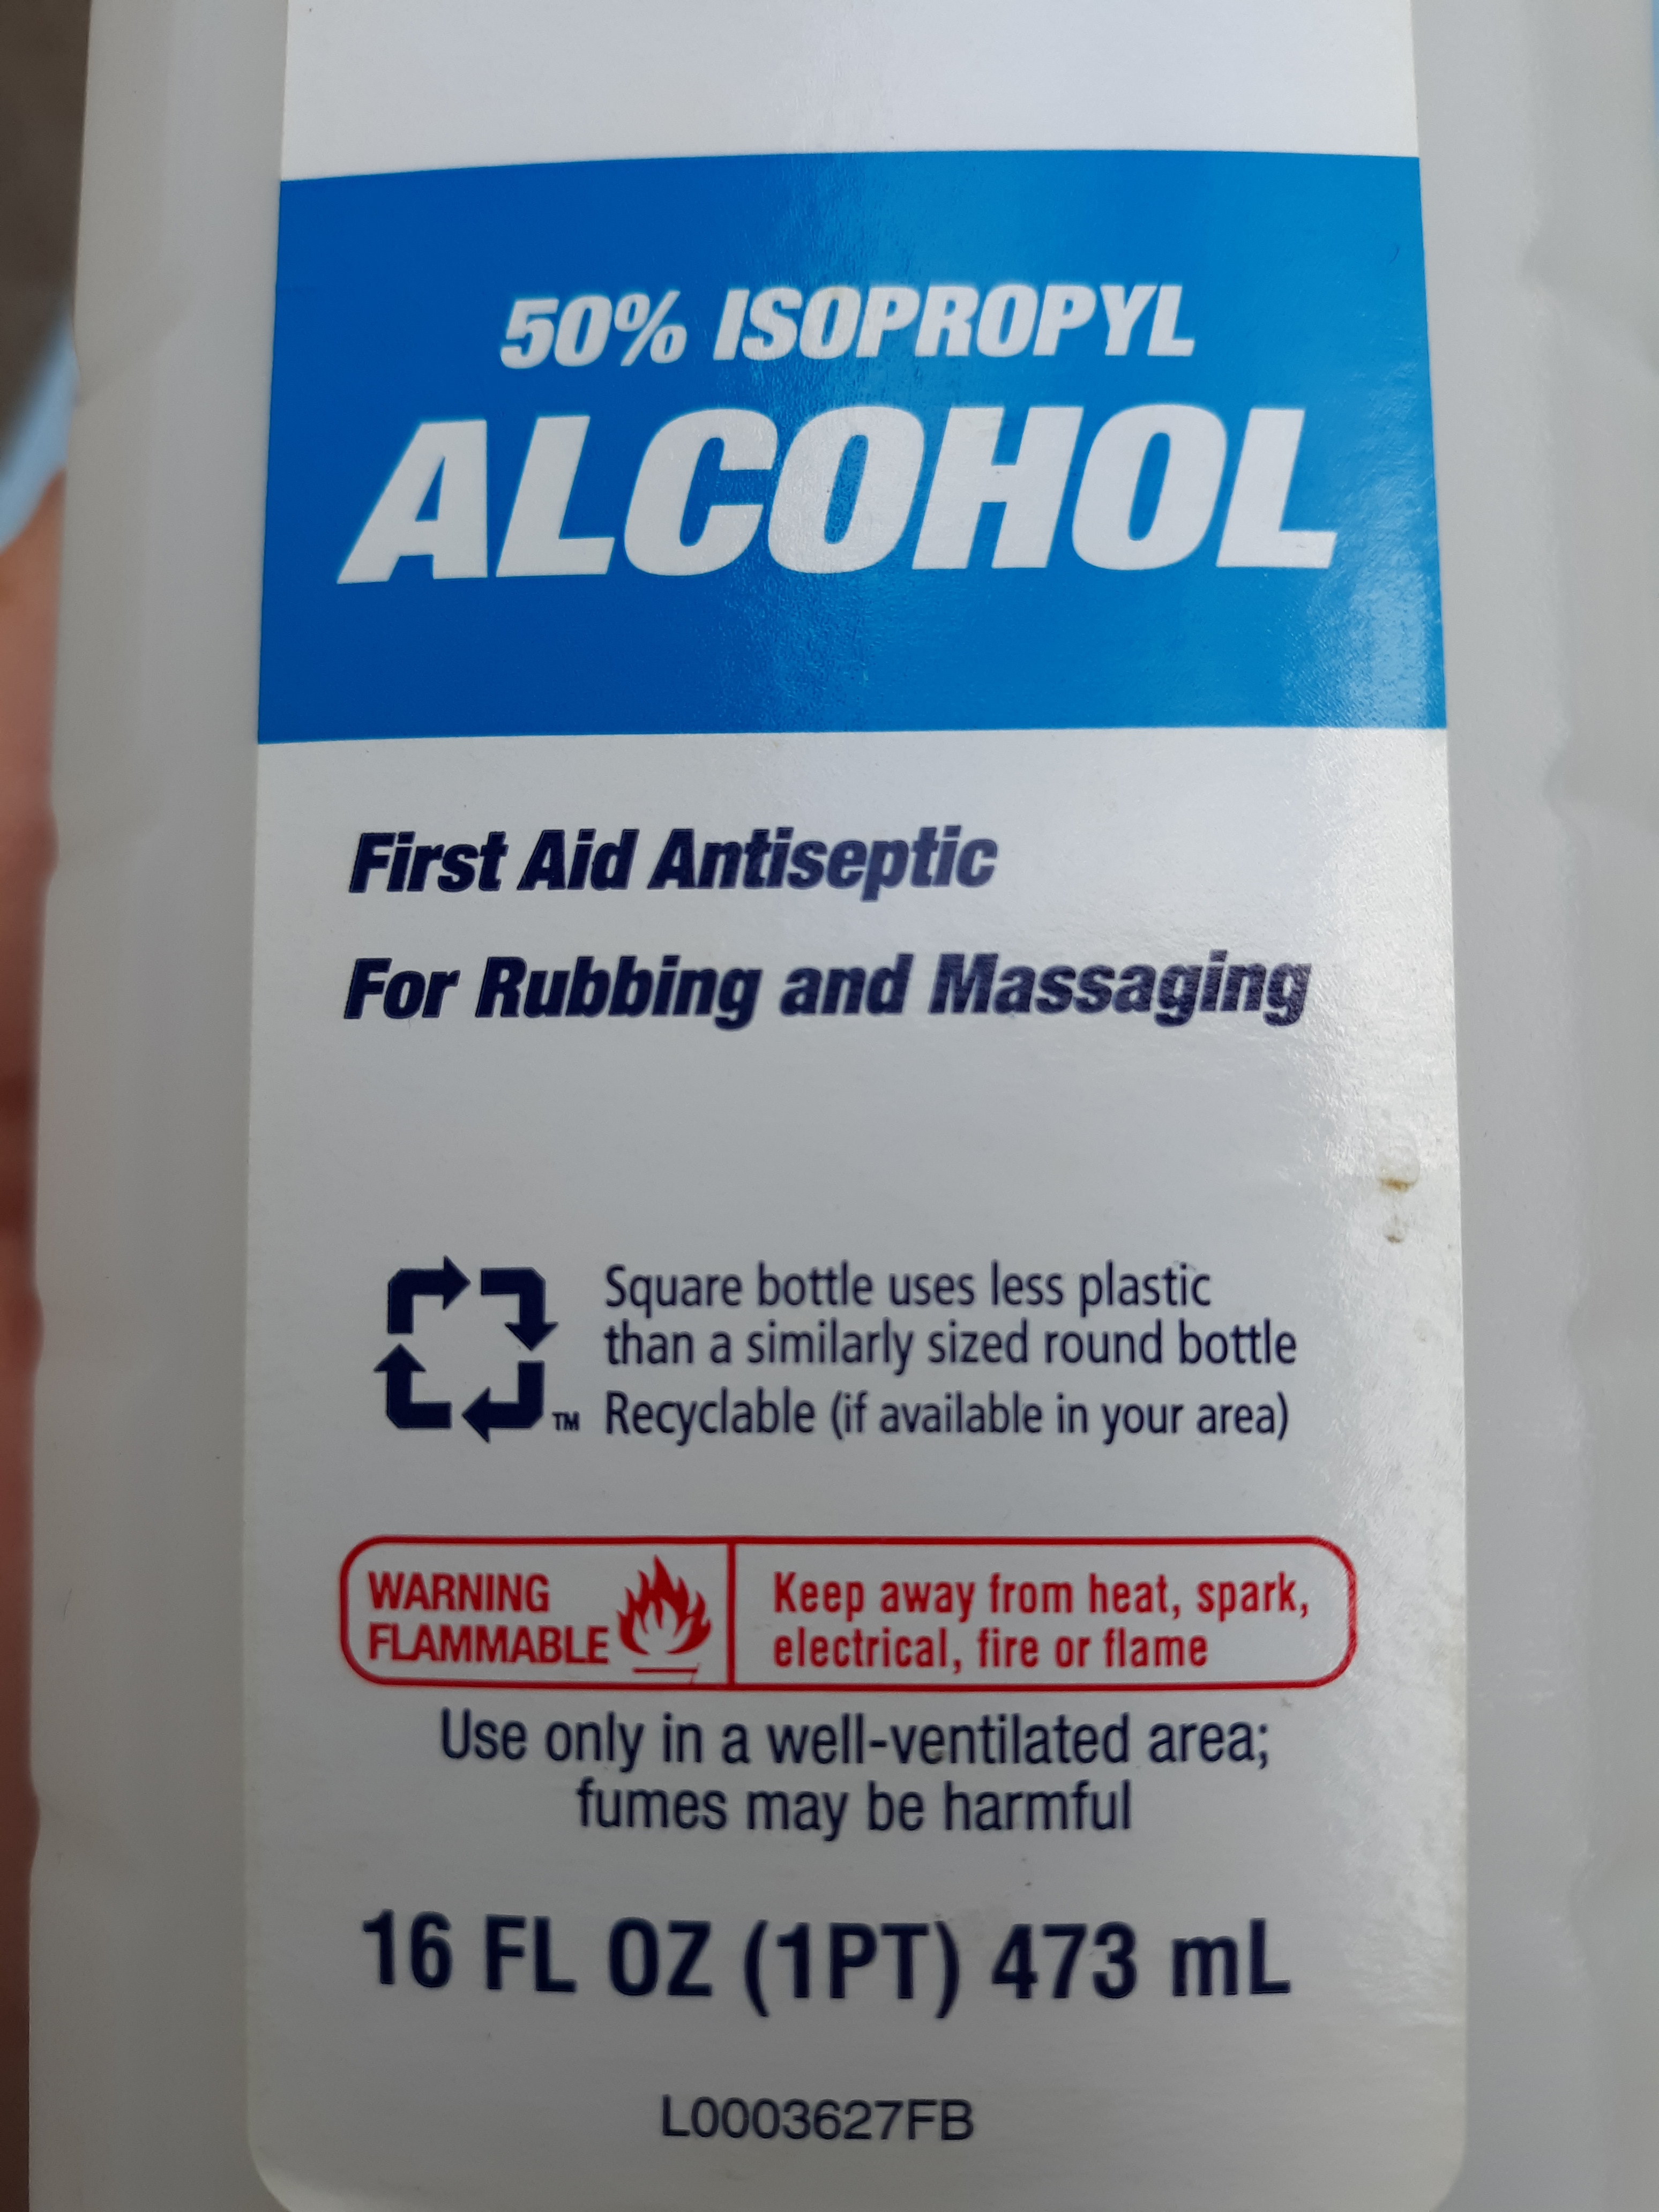 50% ISOPROPYL
ALCOHOL
First Aid Antiseptic
For Rubbing and Massaging
Square bottle uses less plastic
than a similarly sized round bottle
™ Recyclable (if available in your area)
WARNING
FLAMMABLE
Keep away from heat, spark,
electrical, fire or flame
Use only in a well-ventilated area;
fumes may be harmful
16 FL OZ (1PT) 473 mL
L0003627FB